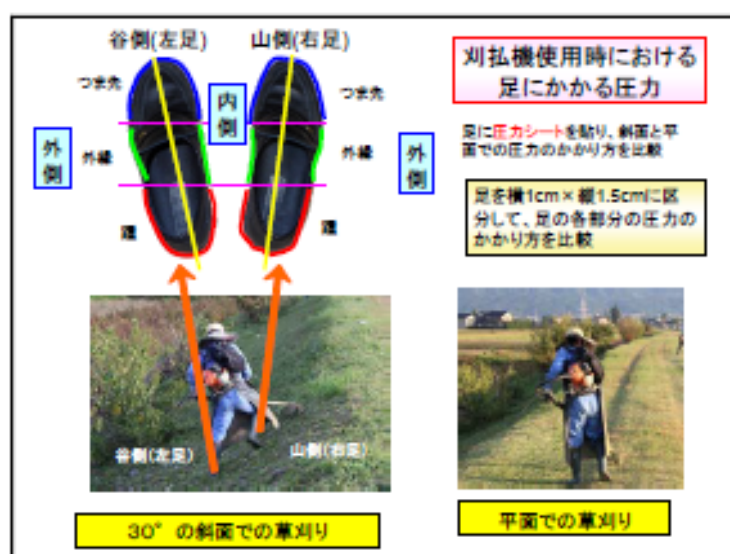 谷側(左足)
山側(右足)
つま先
つま先
内側
外側
外縁
外縁
外側
踵
踵
刈払機使用時における
足にかかる圧力
足に圧力シートを貼り、斜面と平
面での圧力のかかり方を比較
足を横1cm×縦1.5cmに区
分して、足の各部分の圧力の
かかり方を比較
谷側(左足)
山側(右足)
30°の斜面での草刈り
平面での草刈り